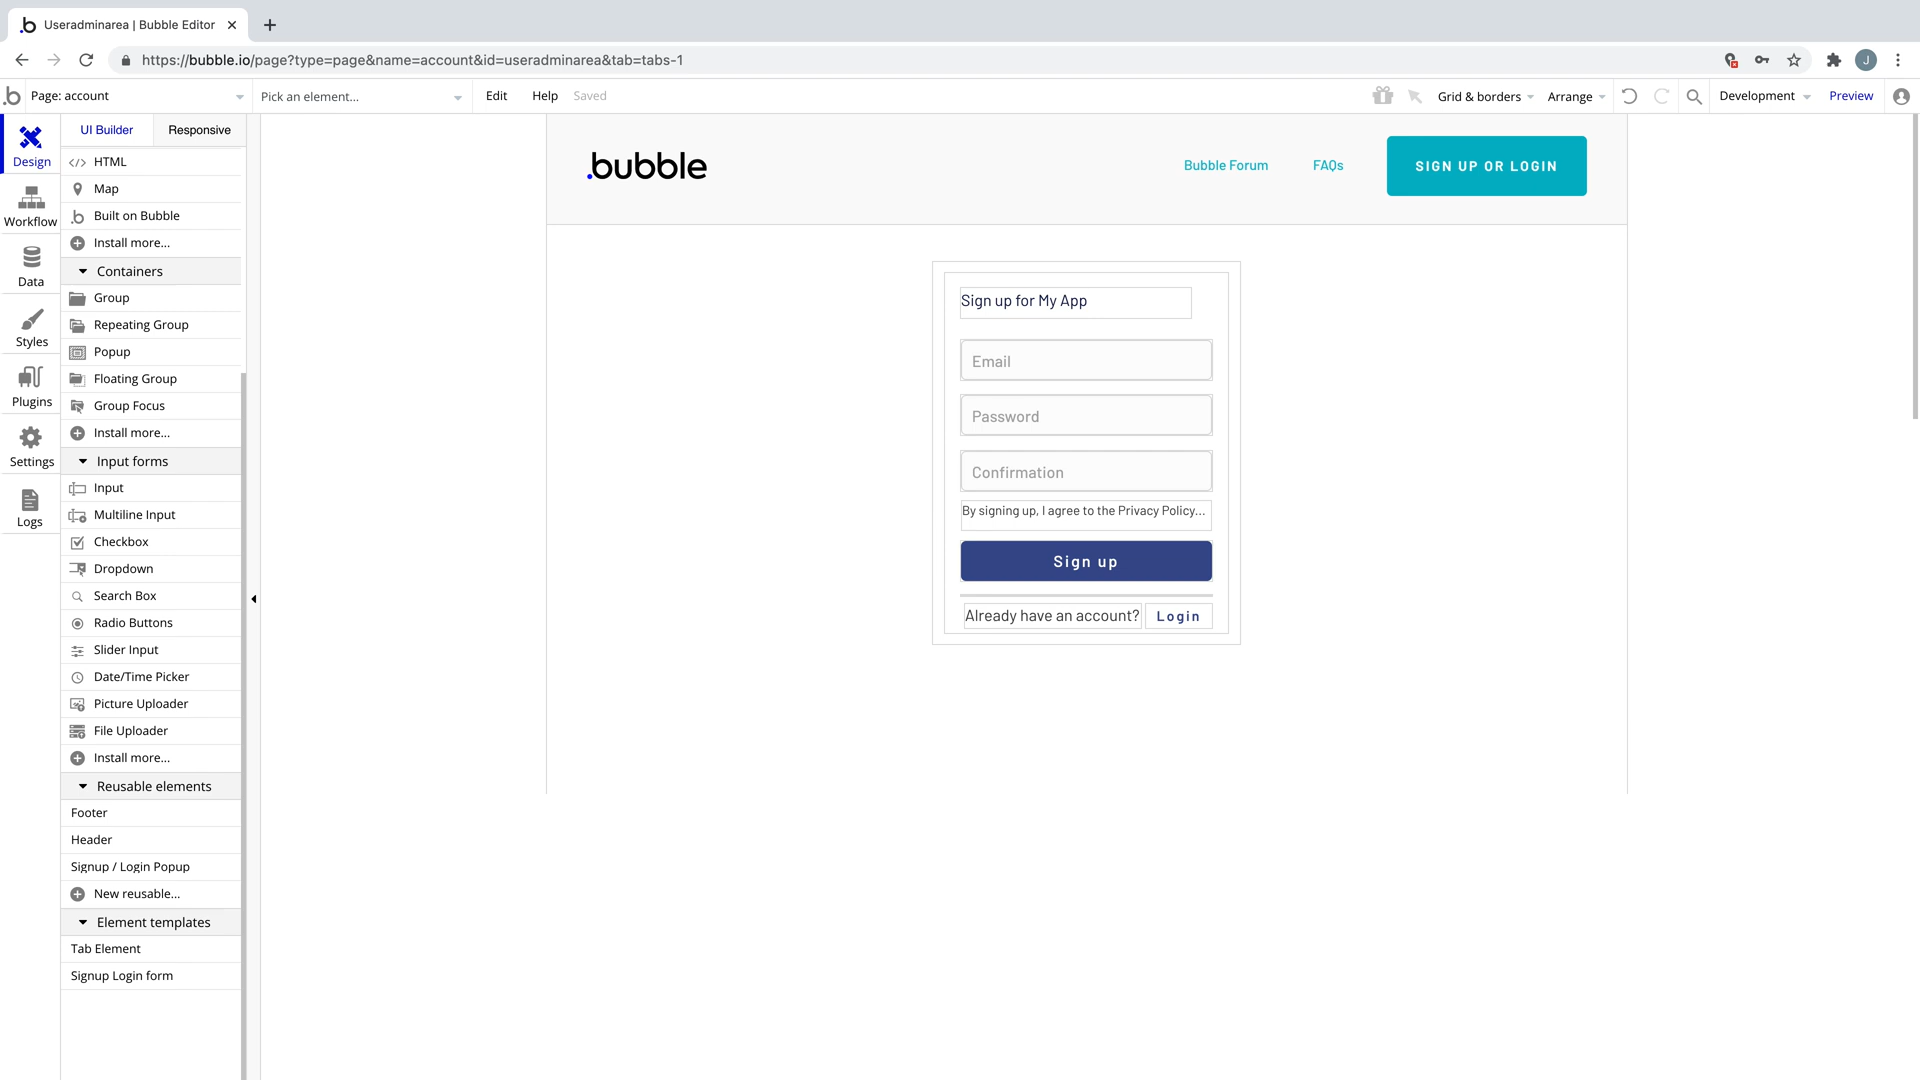 Useradminarea | Bubble Editor
https://bubble.io/page?type=page&name=account&id=useradminarea&tab=tabs-1
J
Page: account
Pick an element...
Edit
Help
Saved
Grid & borders
Arrange
Development
Preview
Design
Workflow
Data
Styles
Plugins
Settings
Logs
UI Builder
Responsive
HTML
Map
Built on Bubble
Install more...
Containers
Group
Repeating Group
Popup
Floating Group
Group Focus
Install more...
Input forms
Input
Multiline Input
Checkbox
Dropdown
Search Box
Radio Buttons
Slider Input
Date/Time Picker
Picture Uploader
File Uploader
Install more...
Reusable elements
Footer
Header
Signup / Login Popup
New reusable...
Element templates
Tab Element
Signup Login form
.bubble
Bubble Forum
FAQs
SIGN UP OR LOGIN
Sign up for My App
Email
Password
Confirmation
By signing up, I agree to the Privacy Policy...
Sign up
Already have an account?
Login